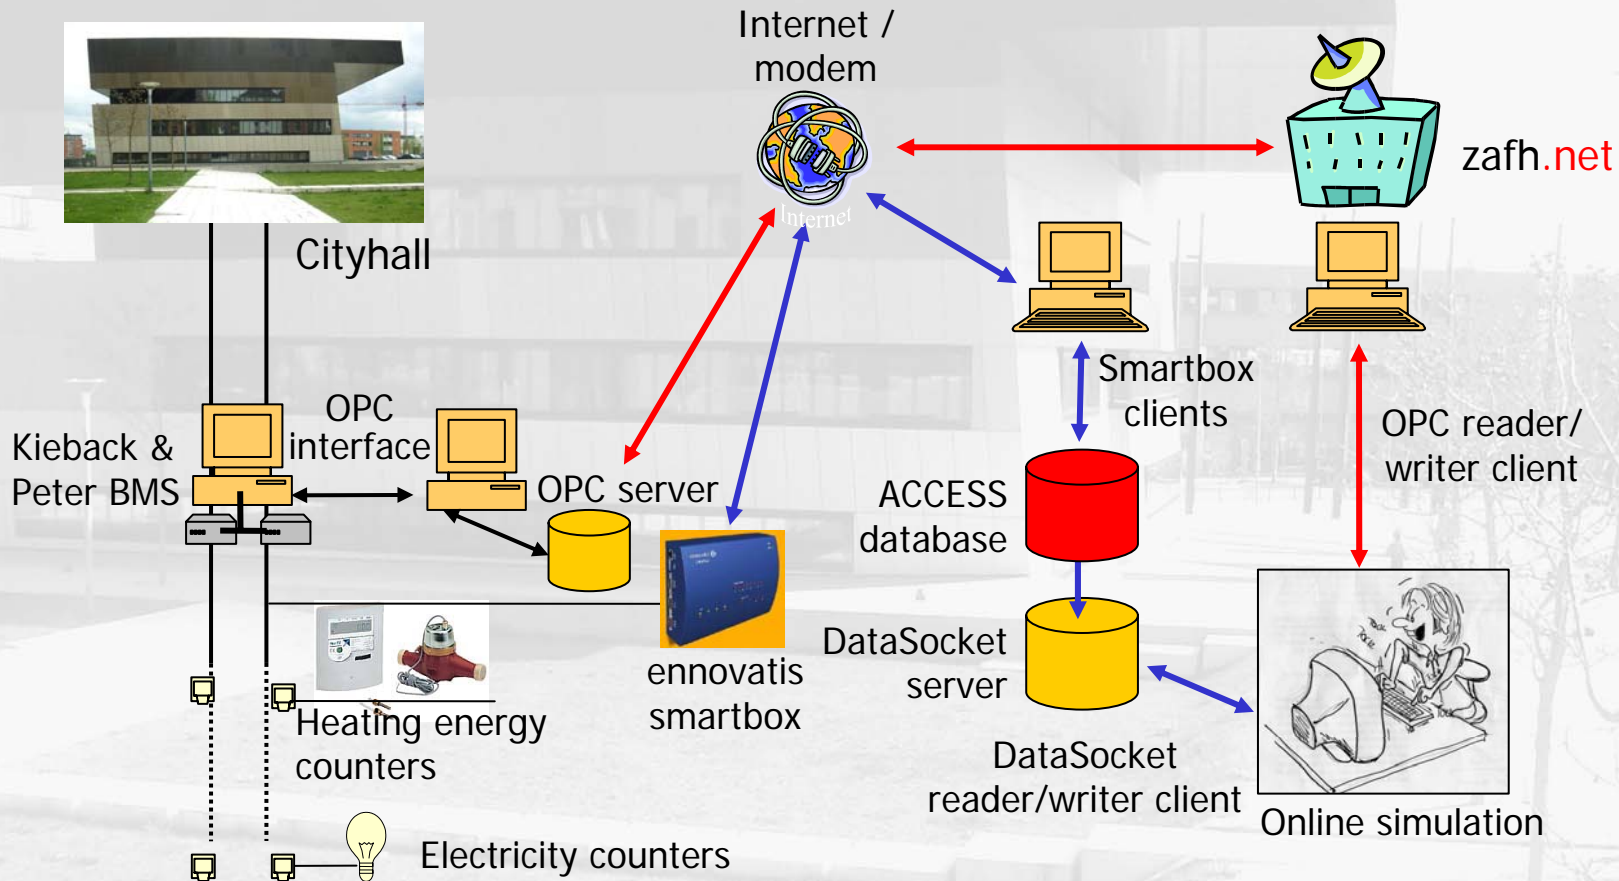 Internet /
modem
Internet
zafh.net
Cityhall
OPC
interface
Kieback &
Peter BMS
OPC server
Smartbox
clients
OPC reader/
writer client
ACCESS
database
ennovatis
smartbox
DataSocket
server
Heating energy
counters
DataSocket
reader/writer client
Online simulation
Electricity counters